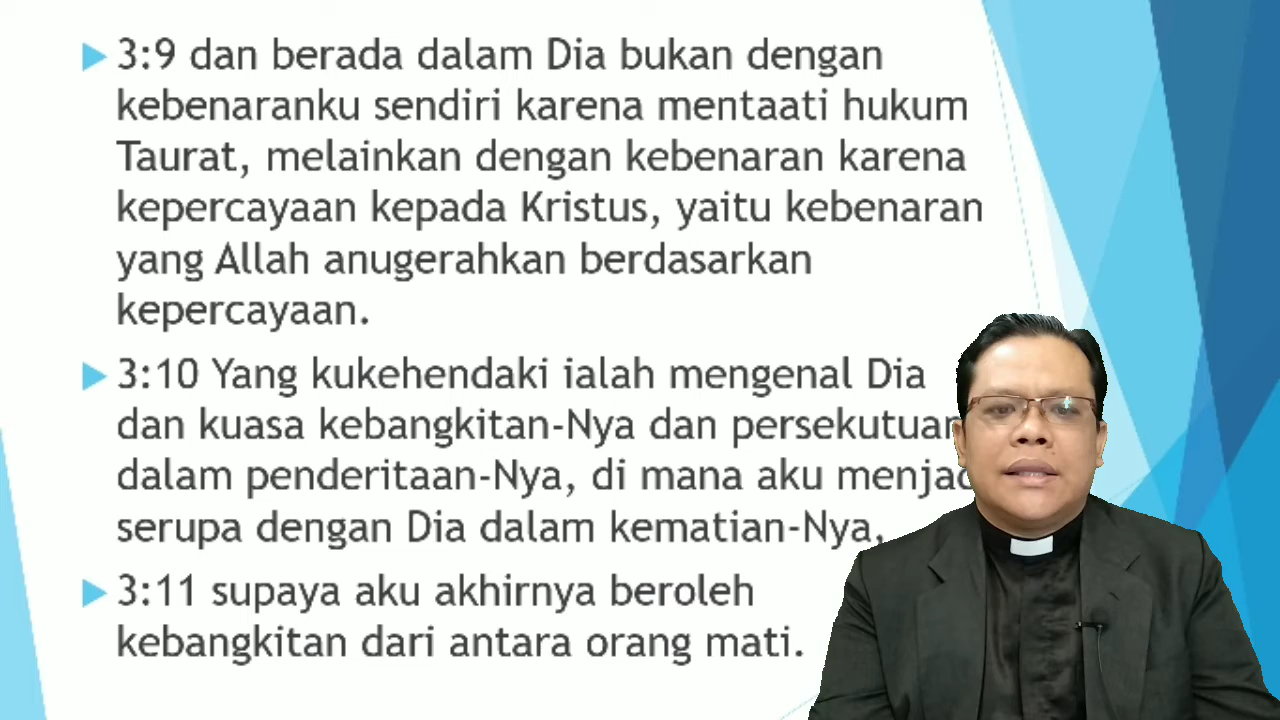 3:9 dan berada dalam Dia bukan dengan
kebenaranku sendiri karena mentaati hukum
Taurat, melainkan dengan kebenaran karena
kepercayaan kepada Kristus, yaitu kebenaran
yang Allah anugerahkan berdasarkan
kepercayaan.
3:10 Yang kukehendaki ialah mengenal Dia
dan kuasa kebangkitan-Nya dan persekutuan
dalam penderitaan-Nya, di mana aku
serupa dengan Dia dalam kematian-Nya,
3:11 supaya aku akhirnya beroleh
kebangkitan dari antara orang mati.